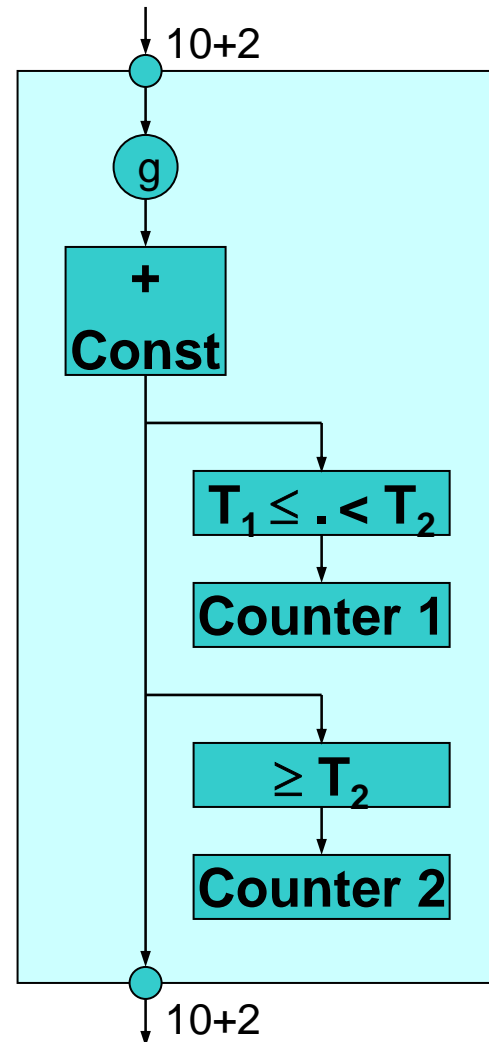 10+2
g
+
Const
T₁ ≤ . < T₂
Counter 1
≥ T₂
Counter 2
10+2